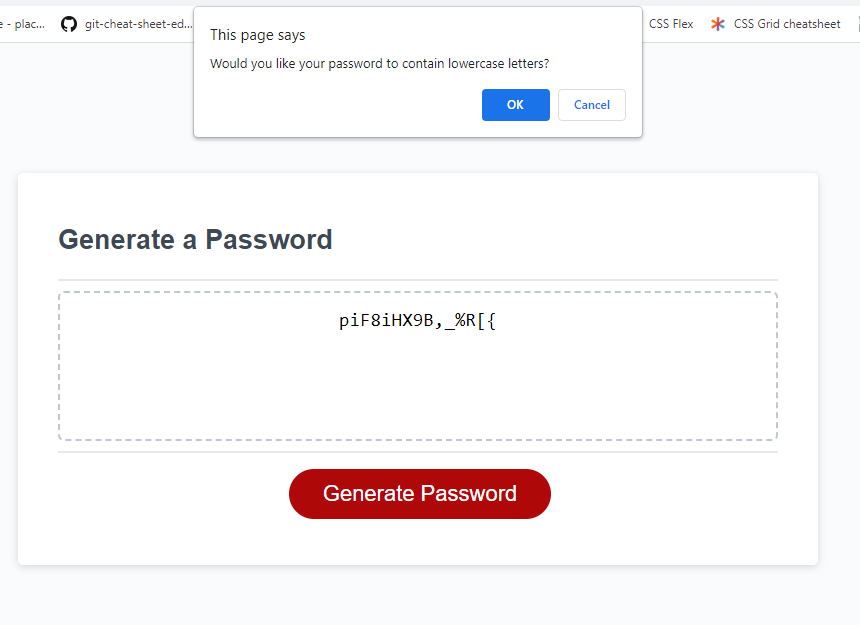 e - plac...
git-cheat-sheet-ed...
CSS Flex
CSS Grid cheatsheet
This page says
Would you like your password to contain lowercase letters?
OK
Cancel
Generate a Password
piF8iHX9B,_%R[{
Generate Password